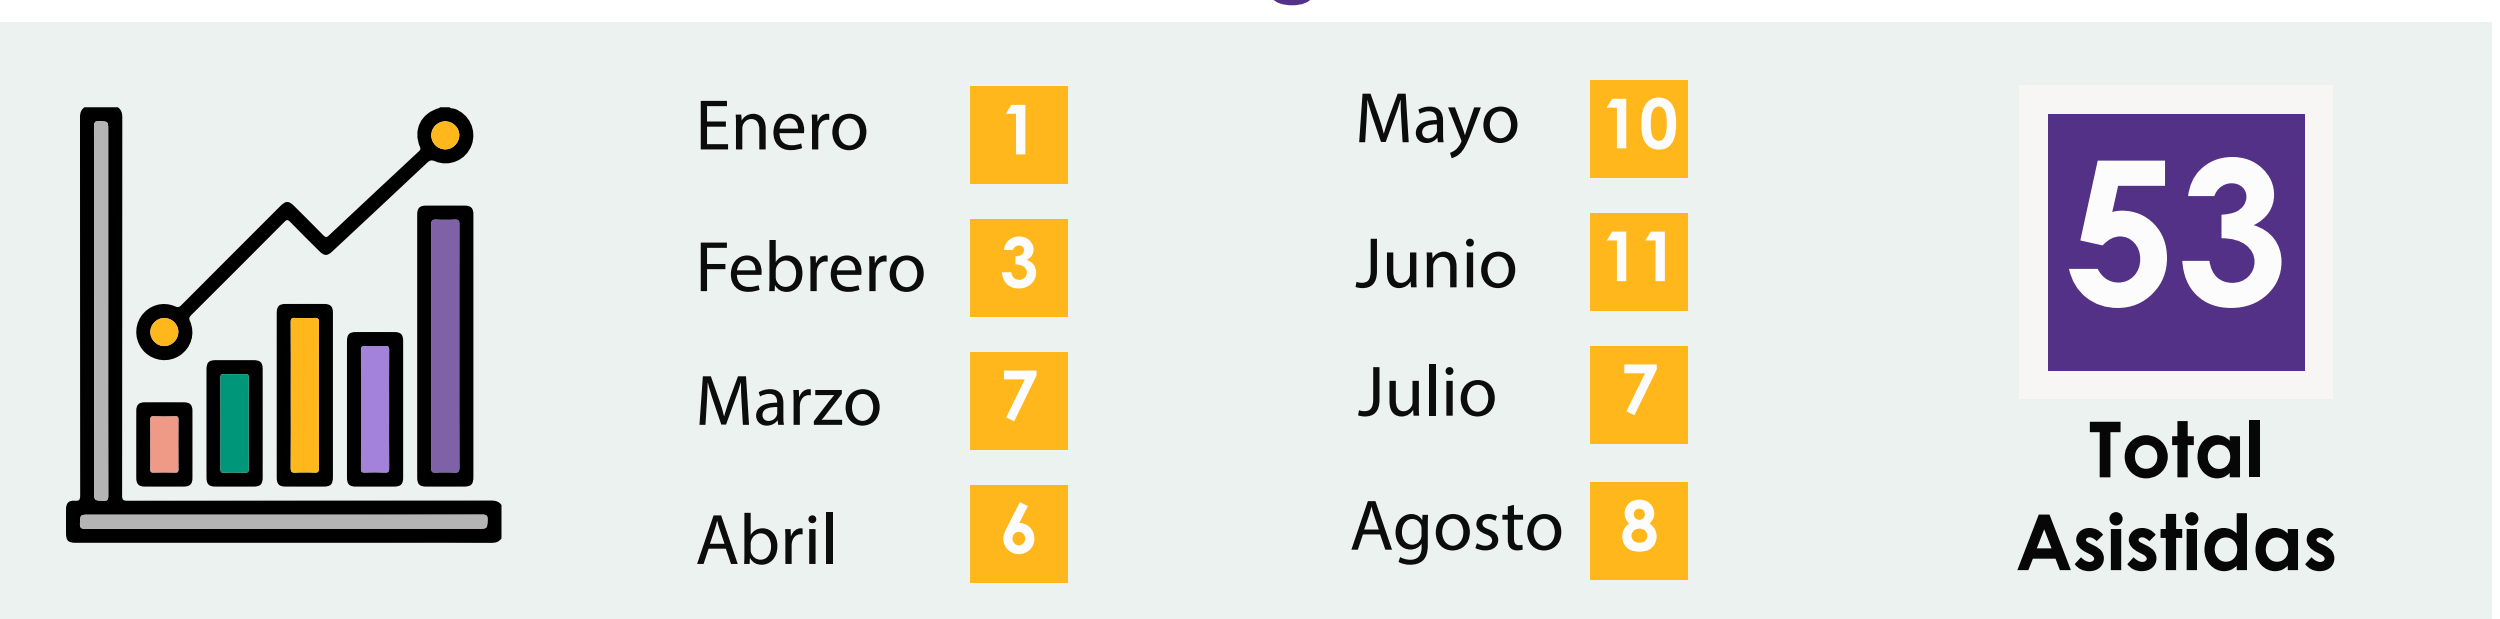 Enero 1
Febrero 3
Marzo 7
Abril 6
Mayo 10
Junio 11
Julio 7
Agosto 8
53
Total
Asistidas